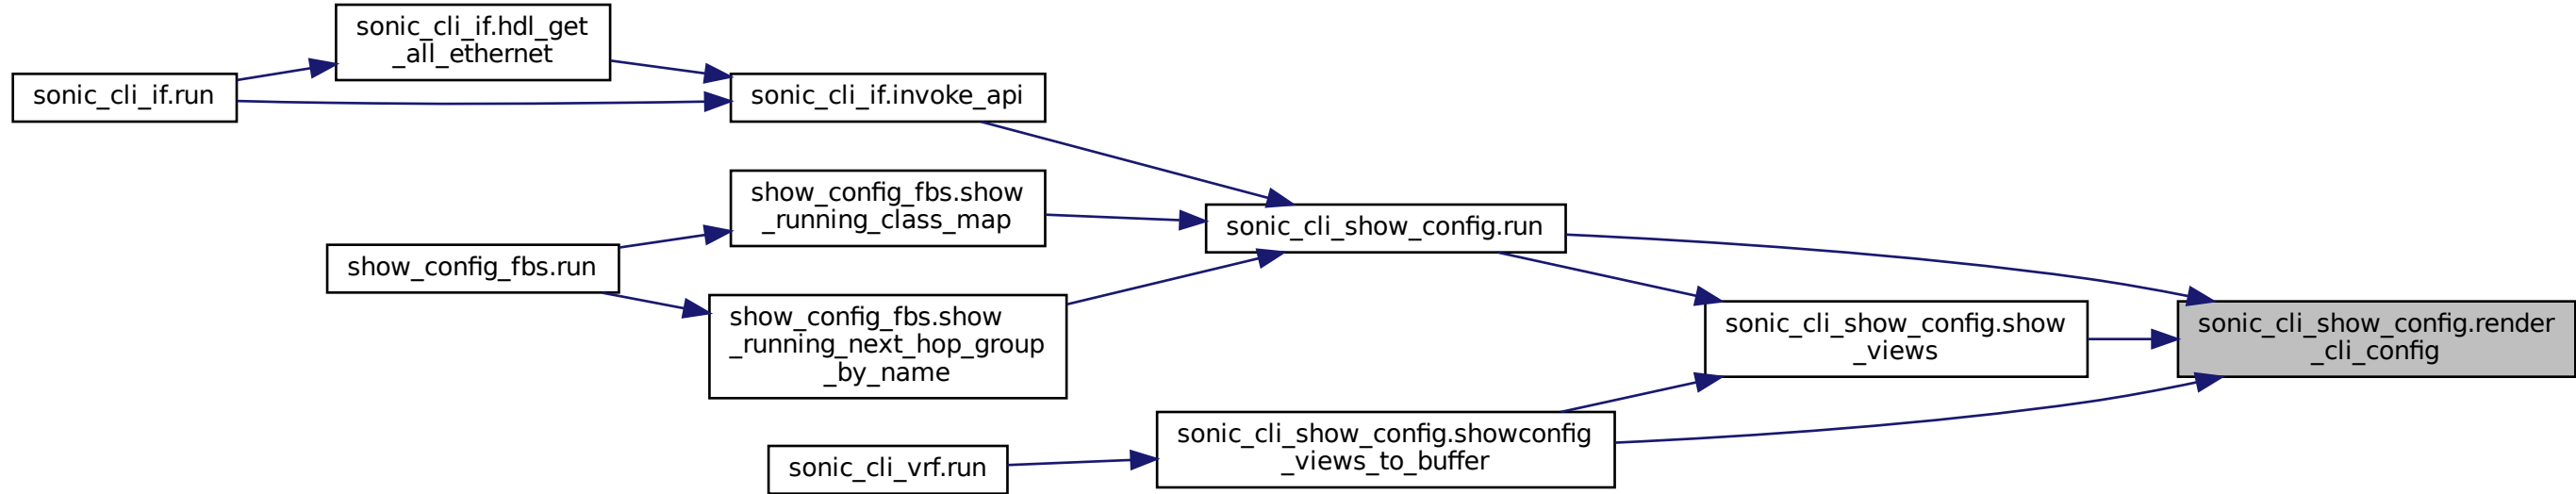 sonic_cli_if.hdl_get
_all_ethernet
sonic_cli_if.run
sonic_cli_if.invoke_api
show_config_fbs.show
_running_class_map
show_config_fbs.run
show_config_fbs.show
_running_next_hop_group
_by_name
sonic_cli_show_config.run
sonic_cli_show_config.show
_views
sonic_cli_show_config.render
_cli_config
sonic_cli_show_config.showconfig
_views_to_buffer
sonic_cli_vrf.run